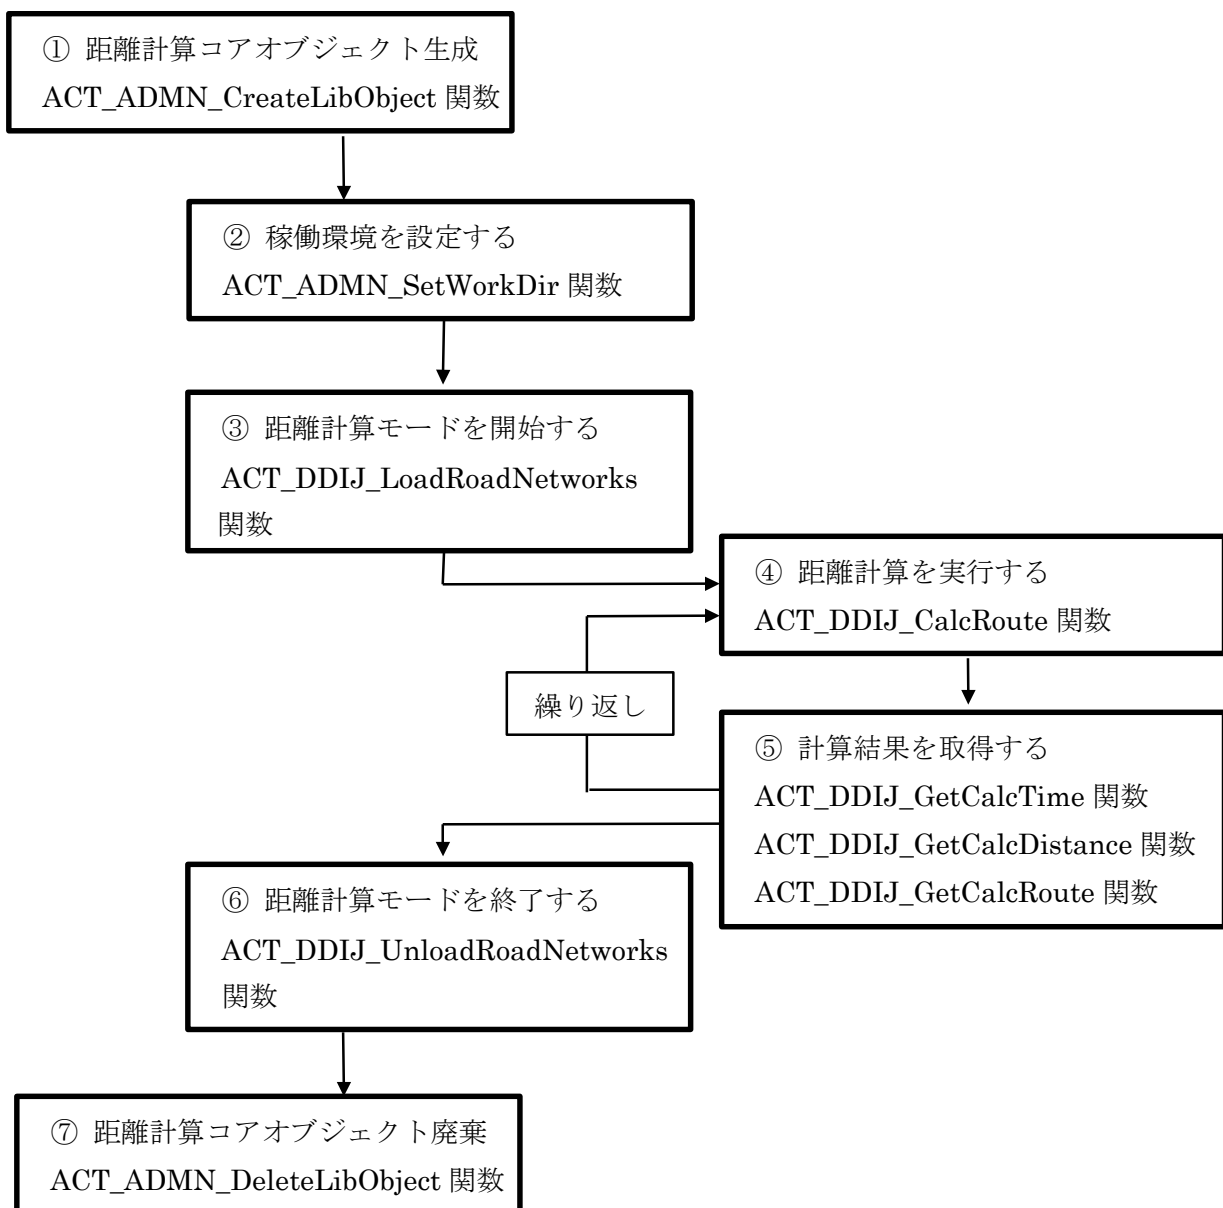 ① 距離計算コアオブジェクト生成
ACT_ADMN_CreateLibObject 関数
② 稼働環境を設定する
ACT_ADMN_SetWorkDir 関数
③ 距離計算モードを開始する
ACT_DDIJ_LoadRoadNetworks
関数
④ 距離計算を実行する
ACT_DDIJ_CalcRoute 関数
繰り返し
⑤ 計算結果を取得する
ACT_DDIJ_GetCalcTime 関数
ACT_DDIJ_GetCalcDistance 関数
ACT_DDIJ_GetCalcRoute 関数
⑥ 距離計算モードを終了する
ACT_DDIJ_UnloadRoadNetworks
関数
⑦ 距離計算コアオブジェクト廃棄
ACT_ADMN_DeleteLibObject 関数